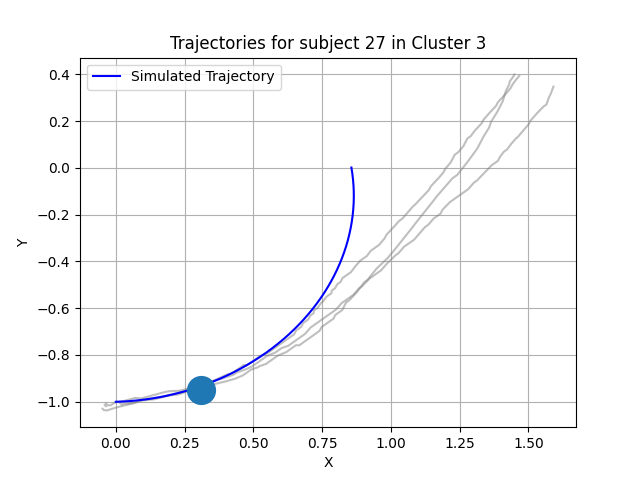 Trajectories for subject 27 in Cluster 3
Simulated Trajectory
0.4
0.2
0.0
−0.2
−0.4
−0.6
−0.8
−1.0
Y
0.00 0.25 0.50 0.75 1.00 1.25 1.50
X